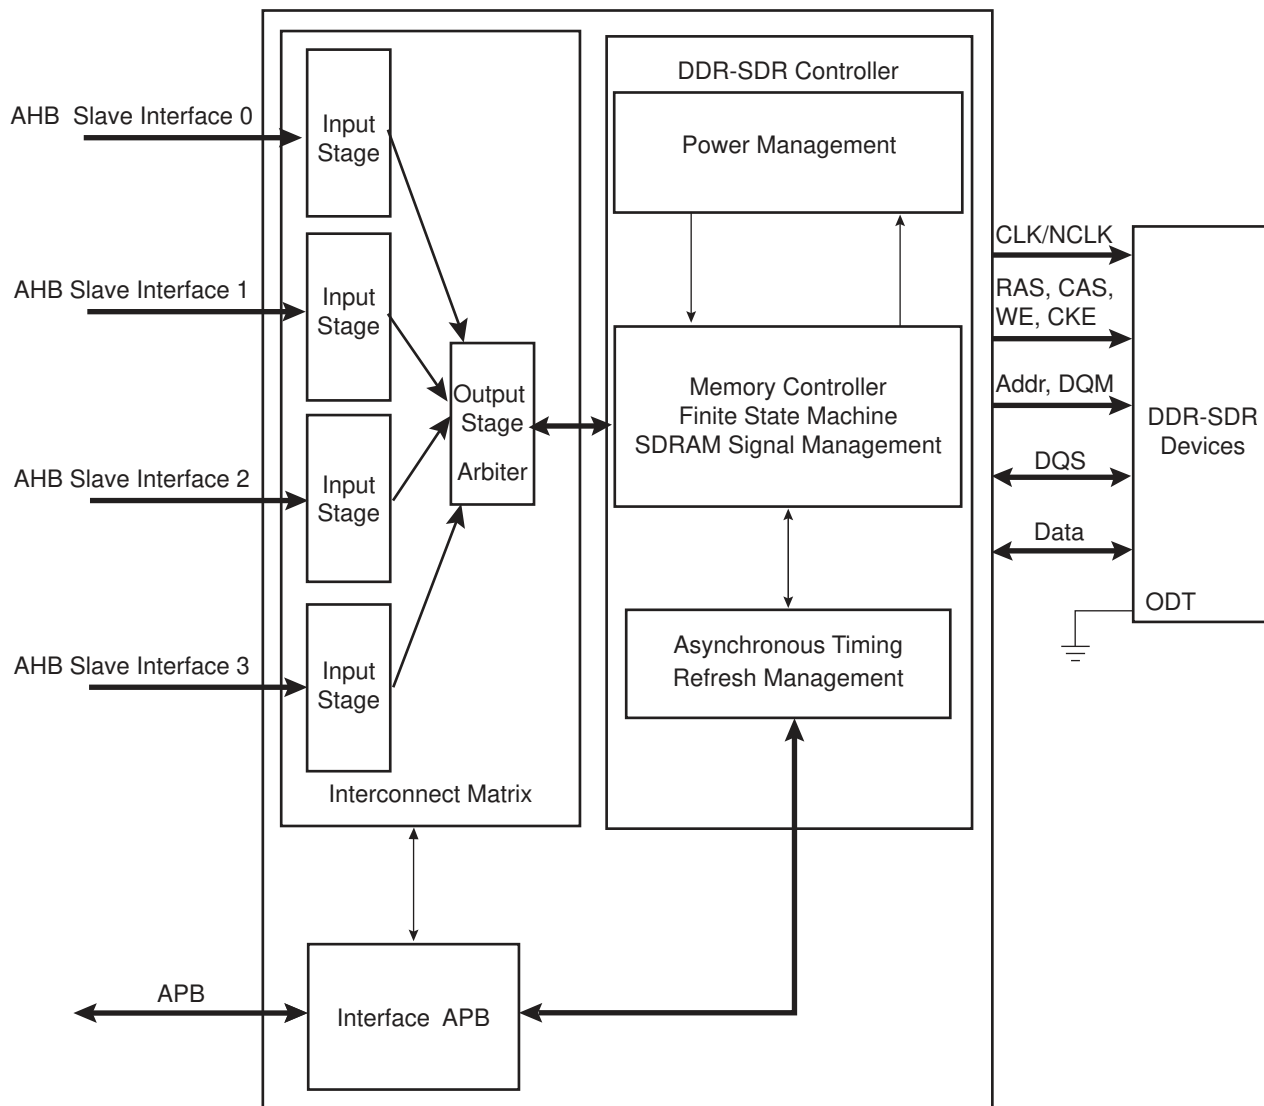 AHB Slave Interface 0
Input
Stage
AHB Slave Interface 1
Input
Stage
AHB Slave Interface 2
Input
Stage
AHB Slave Interface 3
Input
Stage
Output
Stage
Arbiter
Interconnect Matrix
DDR-SDR Controller
Power Management
Memory Controller
Finite State Machine
SDRAM Signal Management
Asynchronous Timing
Refresh Management
CLK/NCLK
RAS, CAS,
WE, CKE
Addr, DQM
DQS
Data
DDR-SDR
Devices
ODT
APB
Interface APB